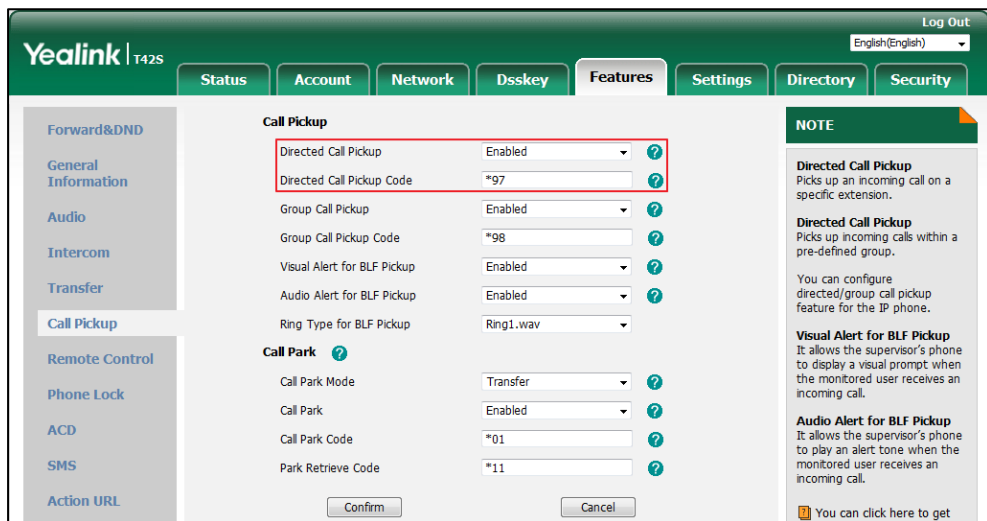 Log Out
English(English)
Yealink | T42S
Status Account Network Dsskey Features Settings Directory Security
Forward&DND
General
Information
Audio
Intercom
Transfer
Call Pickup
Remote Control
Phone Lock
ACD
SMS
Action URL
Call Pickup
Directed Call Pickup Enabled
Directed Call Pickup Code *97
Group Call Pickup Enabled
Group Call Pickup Code *98
Visual Alert for BLF Pickup Enabled
Audio Alert for BLF Pickup Enabled
Ring Type for BLF Pickup Ring1.wav
Call Park
Call Park Mode Transfer
Call Park Enabled
Call Park Code *01
Park Retrieve Code *11
Confirm Cancel
NOTE
Directed Call Pickup
Picks up an incoming call on a
specific extension.
Directed Call Pickup
Picks up incoming calls within a
pre-defined group.
You can configure
directed/group call pickup
feature for the IP phone.
Visual Alert for BLF Pickup
It allows the supervisor's phone
to display a visual prompt when
the monitored user receives an
incoming call.
Audio Alert for BLF Pickup
It allows the supervisor's phone
to play an alert tone when the
monitored user receives an
incoming call.
You can click here to get